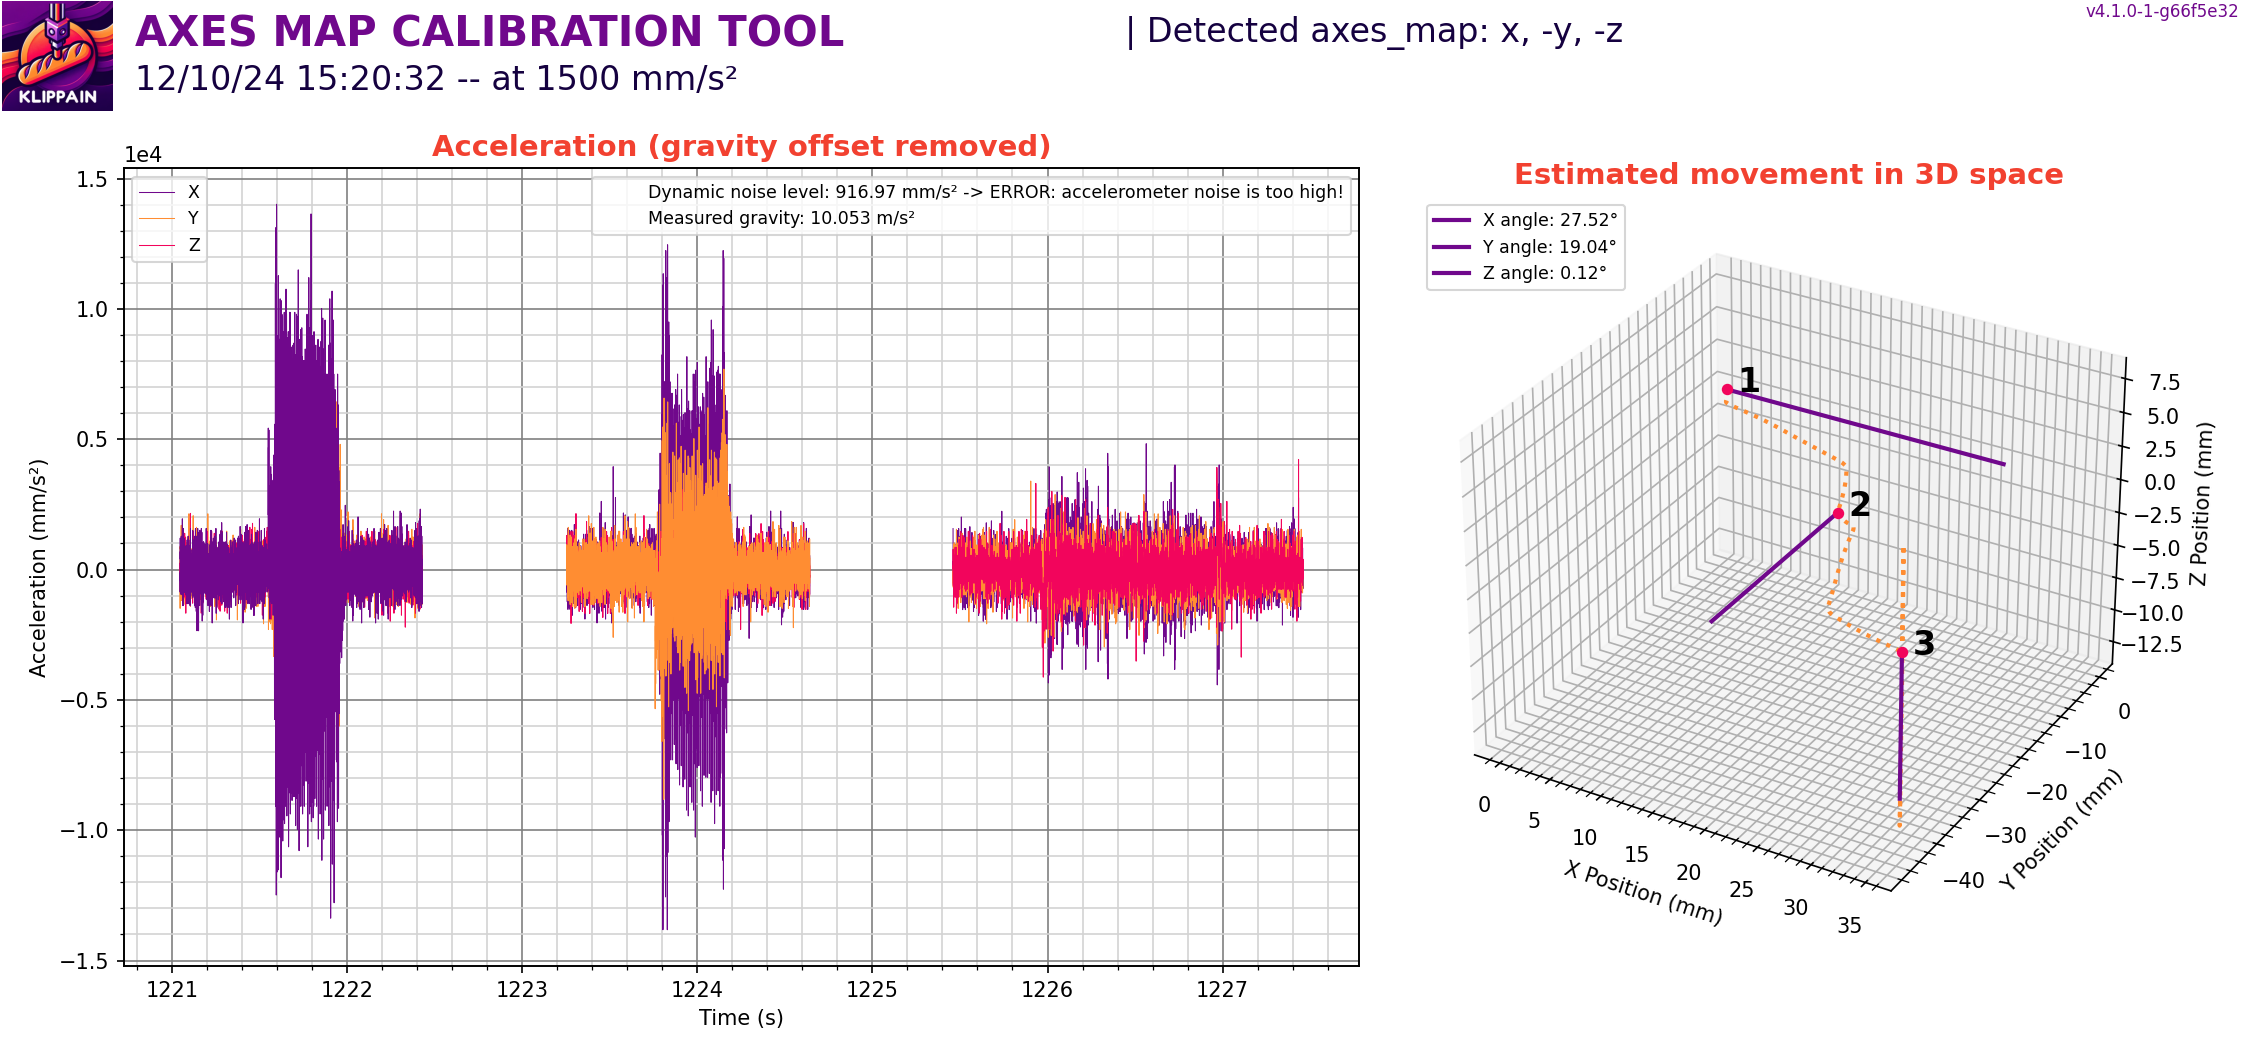 AXES MAP CALIBRATION TOOL
| Detected axes_map: x, -y, -z
v4.1.0-1-g66f5e32
12/10/24 15:20:32 -- at 1500 mm/s²
KLIPPAIN
Acceleration (gravity offset removed)
1e4
X
Y
Z
Dynamic noise level: 916.97 mm/s² -> ERROR: accelerometer noise is too high!
Measured gravity: 10.053 m/s²
1.5
1.0
0.5
0.0
−0.5
−1.0
−1.5
Acceleration (mm/s²)
1221
1222
1223
1224
1225
1226
1227
Time (s)
Estimated movement in 3D space
X angle: 27.52°
Y angle: 19.04°
Z angle: 0.12°
1
2
3
7.5
5.0
2.5
0.0
−2.5
−5.0
−7.5
−10.0
−12.5
Z Position (mm)
0
−10
−20
−30
−40
Y Position (mm)
0
5
10
15
20
25
30
35
X Position (mm)